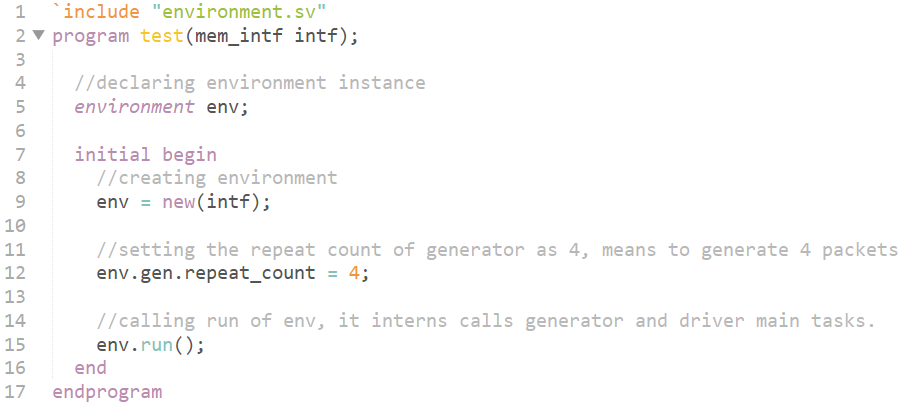 1 `include "environment.sv"
2 program test(mem_intf intf);
3
4 //declaring environment instance
5 environment env;
6
7 initial begin
8 //creating environment
9 env = new(intf);
10
11 //setting the repeat count of generator as 4, means to generate 4 packets
12 env.gen.repeat_count = 4;
13
14 //calling run of env, it interns calls generator and driver main tasks.
15 env.run();
16 end
17 endprogram